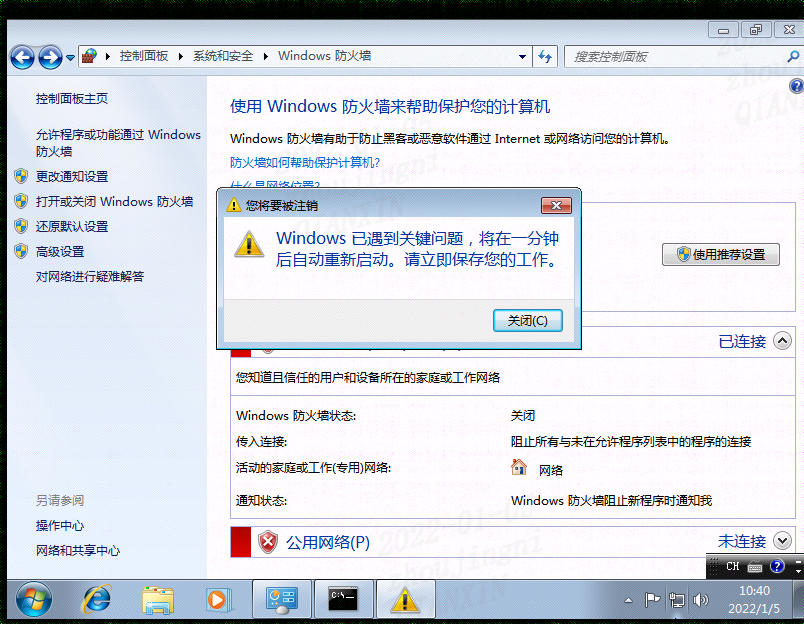 控制面板 系统和安全 Windows 防火墙
搜索控制面板
控制面板主页
允许程序或功能通过 Windows
防火墙
更改通知设置
打开或关闭 Windows 防火墙
还原默认设置
高级设置
对网络进行疑难解答
另请参阅
操作中心
网络和共享中心
使用 Windows 防火墙来帮助保护您的计算机
Windows 防火墙有助于防止黑客或恶意软件通过 Internet 或网络访问您的计算机。
防火墙如何帮助保护计算机?
什么是网络位置?
使用推荐设置
您将要被注销
Windows 已遇到关键问题，将在一分钟
后自动重新启动。请立即保存您的工作。
关闭(C)
已连接
您知道且信任的用户和设备所在的家庭或工作网络
Windows 防火墙状态: 关闭
传入连接: 阻止所有与未在允许程序列表中的程序的连接
活动的家庭或工作(专用)网络: 网络
通知状态: Windows 防火墙阻止新程序时通知我
公用网络(P) 未连接
CH
C:\_
10:40
2022/1/5
zhoujingni
QIANXIN